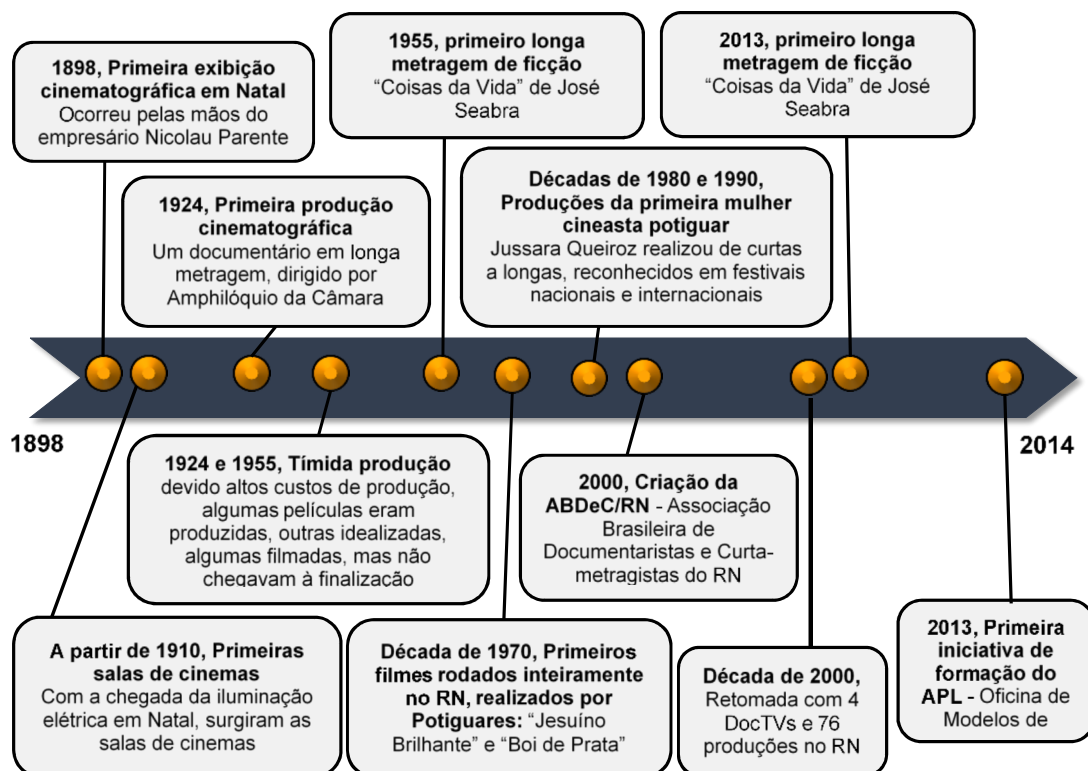 1898, Primeira exibição
cinematográfica em Natal
Ocorreu pelas mãos do
empresário Nicolau Parente
1955, primeiro longa
metragem de ficção
“Coisas da Vida” de José
Seabra
2013, primeiro longa
metragem de ficção
“Coisas da Vida” de José
Seabra
1924, Primeira produção
cinematográfica
Um documentário em longa
metragem, dirigido por
Amphilóquio da Câmara
Décadas de 1980 e 1990,
Produções da primeira mulher
cineasta potiguar
Jussara Queiroz realizou de curtas
a longas, reconhecidos em festivais
nacionais e internacionais
1898
2014
1924 e 1955, Tímida produção
devido altos custos de produção,
algumas películas eram
produzidas, outras idealizadas,
algumas filmadas, mas não
chegavam à finalização
2000, Criação da
ABDeC/RN - Associação
Brasileira de
Documentaristas e Curta-
metragistas do RN
A partir de 1910, Primeiras
salas de cinemas
Com a chegada da iluminação
elétrica em Natal, surgiram as
salas de cinemas
Década de 1970, Primeiros
filmes rodados inteiramente
no RN, realizados por
Potiguares: “Jesuíno
Brilhante” e “Boi de Prata”
Década de 2000,
Retomada com 4
DocTVs e 76
produções no RN
2013, Primeira
iniciativa de
formação do
APL - Oficina de
Modelos de